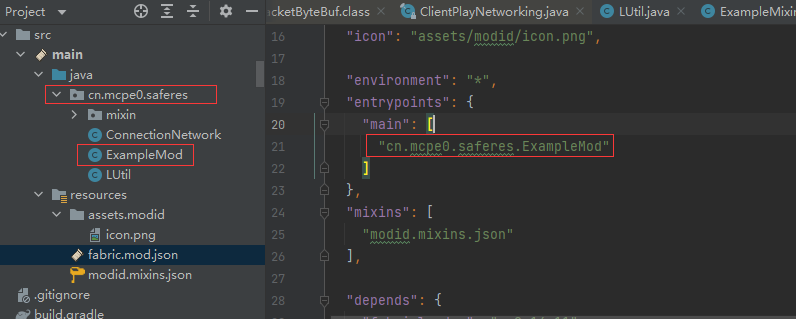 Project
src
main
java
cn.mcpe0.saferes
mixin
ConnectionNetwork
ExampleMod
LUtil
resources
assets.modid
icon.png
fabric.mod.json
modid.mixins.json
.gitignore
build.gradle
acketByteBuf.class
ClientPlayNetworking.java
LUtil.java
ExampleMixin
16 "icon": "assets/modid/icon.png",
17
18 "environment": "*",
19 "entrypoints": {
20 "main": [
21 "cn.mcpe0.saferes.ExampleMod"
22 ]
23 },
24 "mixins": [
25 "modid.mixins.json"
26 ],
27
28 "depends": {